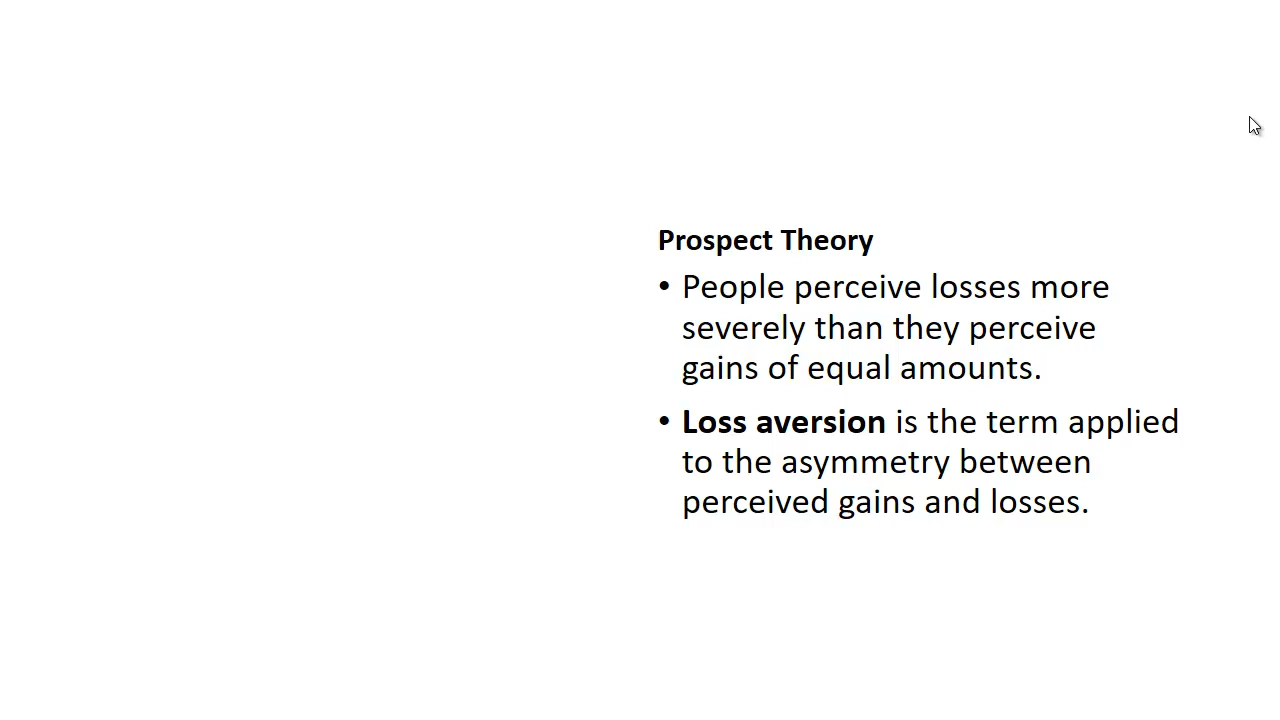 Prospect Theory
• People perceive losses more
severely than they perceive
gains of equal amounts.
• Loss aversion is the term applied
to the asymmetry between
perceived gains and losses.